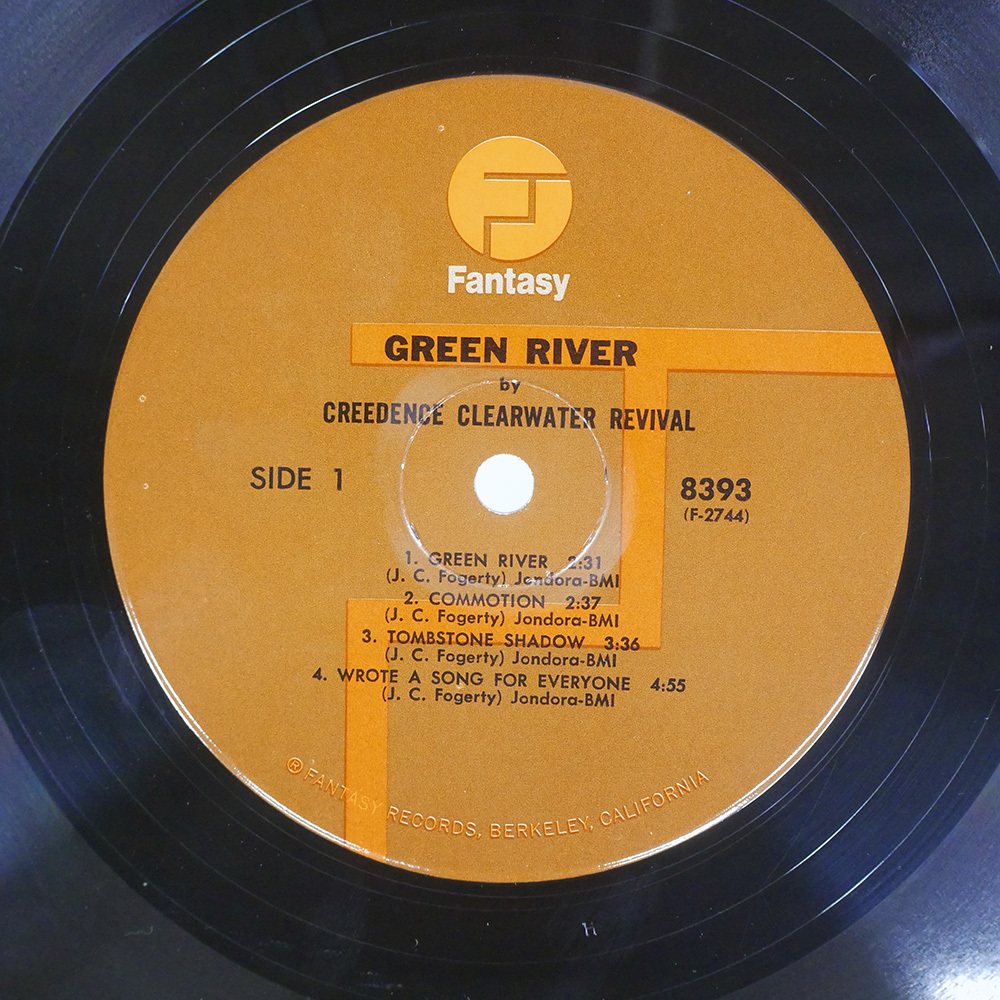 Fantasy
GREEN RIVER
by
CREEDENCE CLEARWATER REVIVAL
SIDE 1
8393
(F-2744)
1. GREEN RIVER 2:31
(J. C. Fogerty) Jondora-BMI
2. COMMOTION 2:37
(J. C. Fogerty) Jondora-BMI
3. TOMBSTONE SHADOW 3:36
(J. C. Fogerty) Jondora-BMI
4. WROTE A SONG FOR EVERYONE 4:55
(J. C. Fogerty) Jondora-BMI
® FANTASY RECORDS, BERKELEY, CALIFORNIA
H